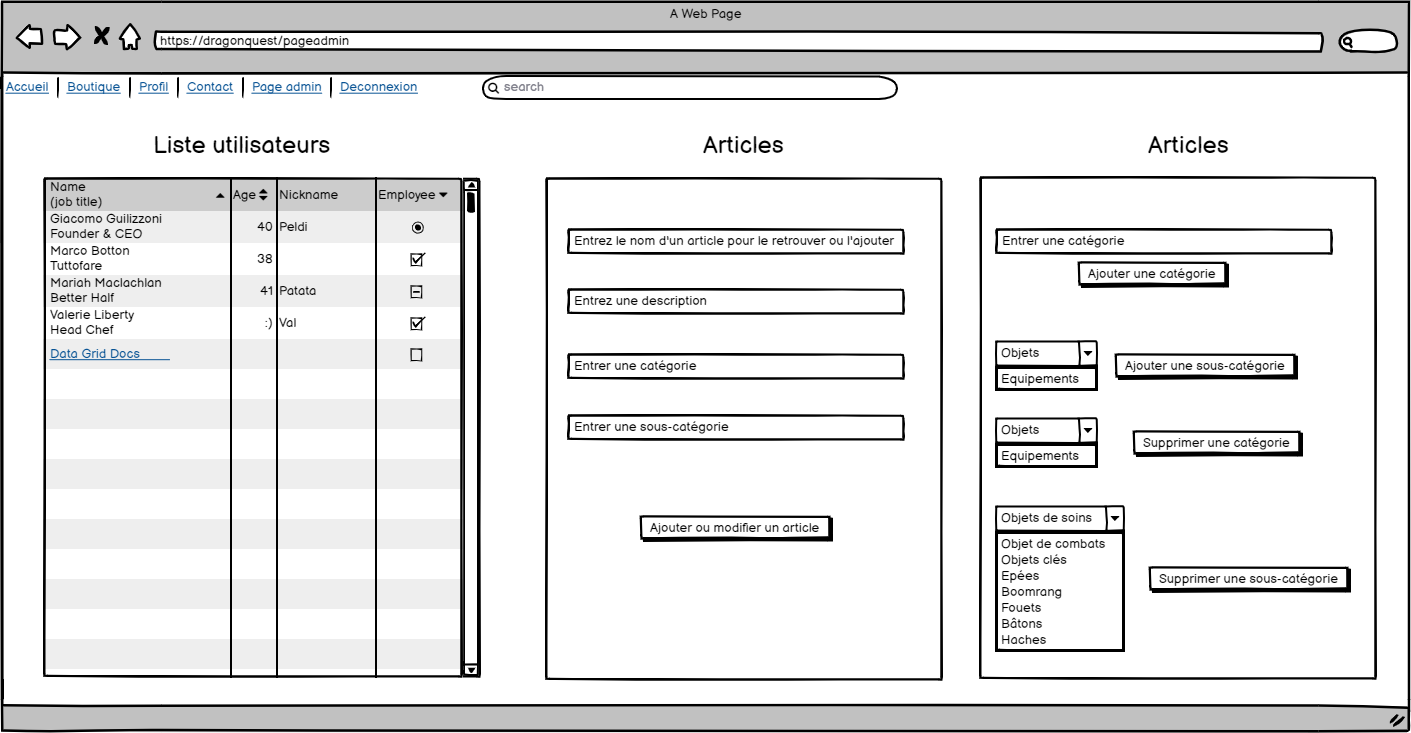 A Web Page
https://dragonquest/pageadmin
Accueil Boutique Profil Contact Page admin Deconnexion search
Liste utilisateurs
Name
(job title) Age Nickname Employee
Giacomo Guilizzoni
Founder & CEO 40 Peldi
Marco Botton
Tuttofare 38
Mariah Maclachlan
Better Half 41 Patata
Valerie Liberty
Head Chef :) Val
Data Grid Docs
Articles
Entrez le nom d'un article pour le retrouver ou l'ajouter
Entrez une description
Entrer une catégorie
Entrer une sous-catégorie
Ajouter ou modifier un article
Articles
Entrer une catégorie
Ajouter une catégorie
Objets
Equipements
Ajouter une sous-catégorie
Objets
Equipements
Supprimer une catégorie
Objets de soins
Objet de combats
Objets clés
Epées
Boomrang
Fouets
Bâtons
Haches
Supprimer une sous-catégorie